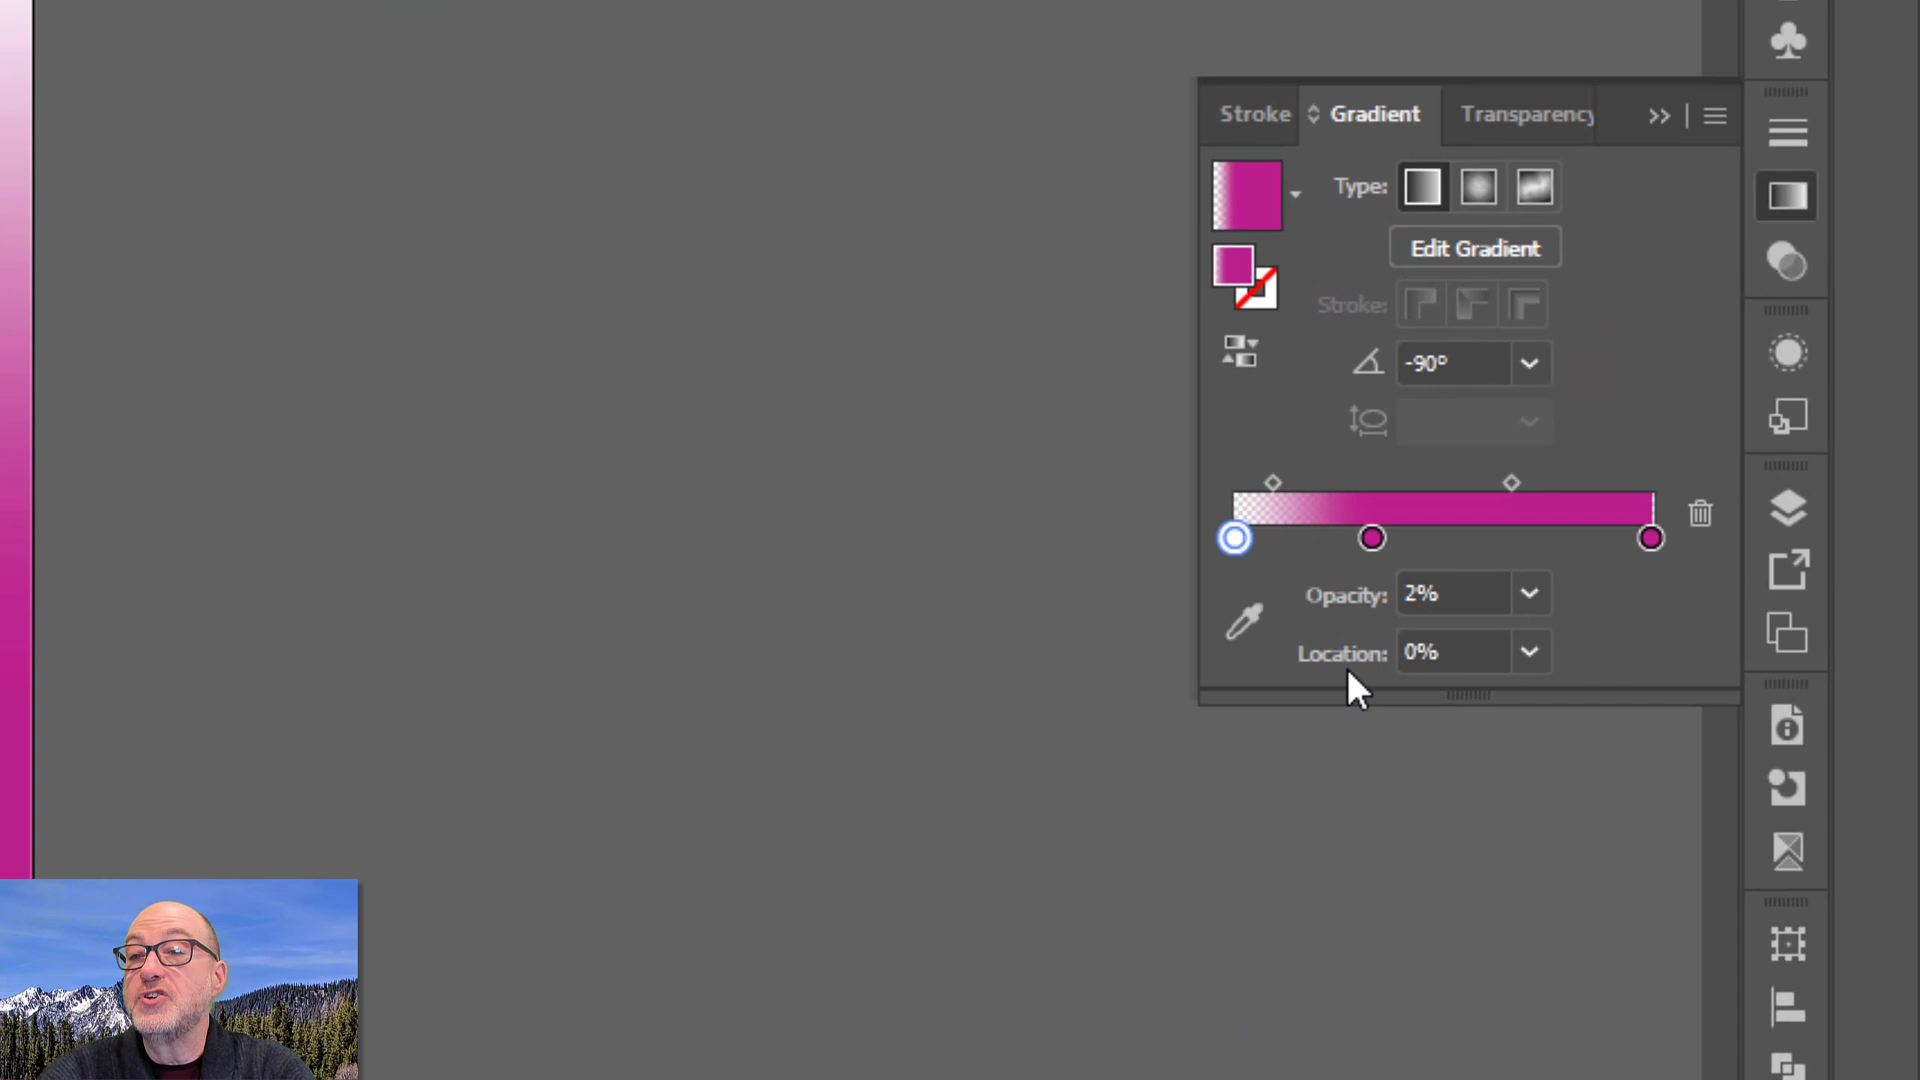 Stroke Gradient Transparency
Type:
Edit Gradient
Stroke:
-90°
Opacity: 2%
Location: 0%